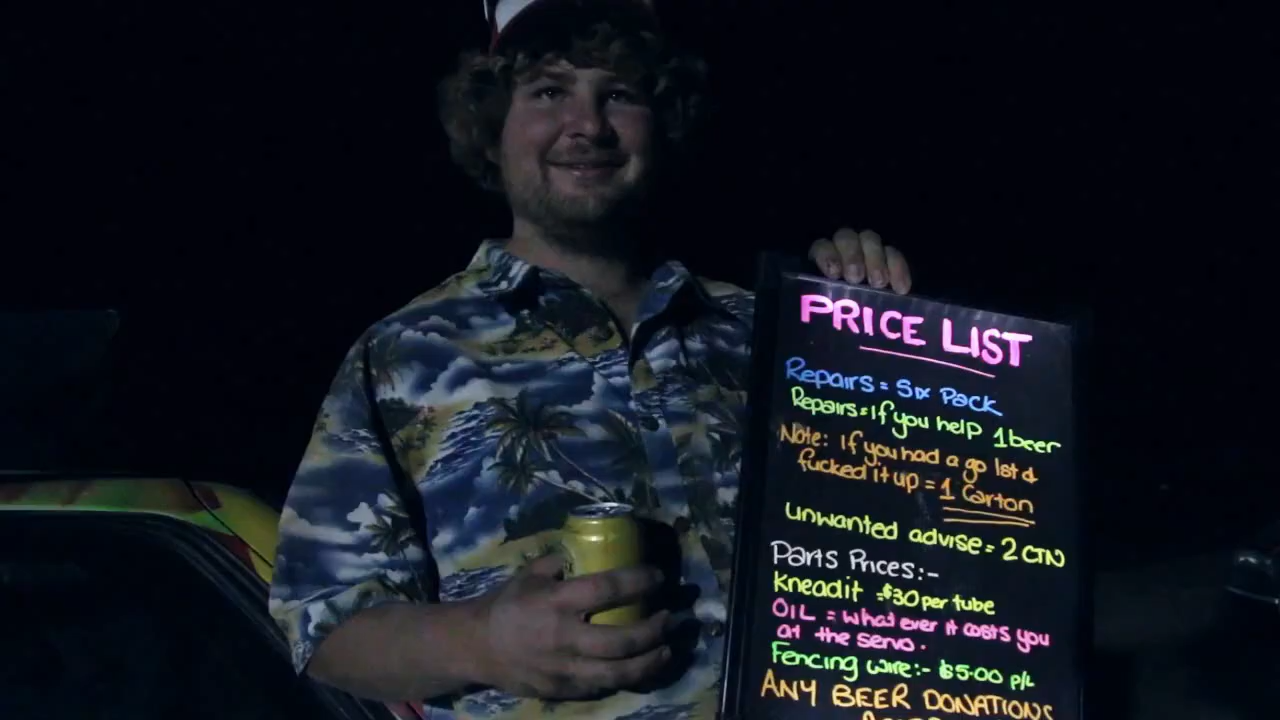 PRICE LIST
Repairs = Six Pack
Repairs = If you help 1 beer
Note: If you had a go 1st &
fucked it up = 1 Carton
unwanted advise = 2 CTN
Parts Prices:-
Kneadit = $30 per tube
OIL = what ever it costs you
at the servo.
Fencing wire:- $5.00 p/L
ANY BEER DONATIONS